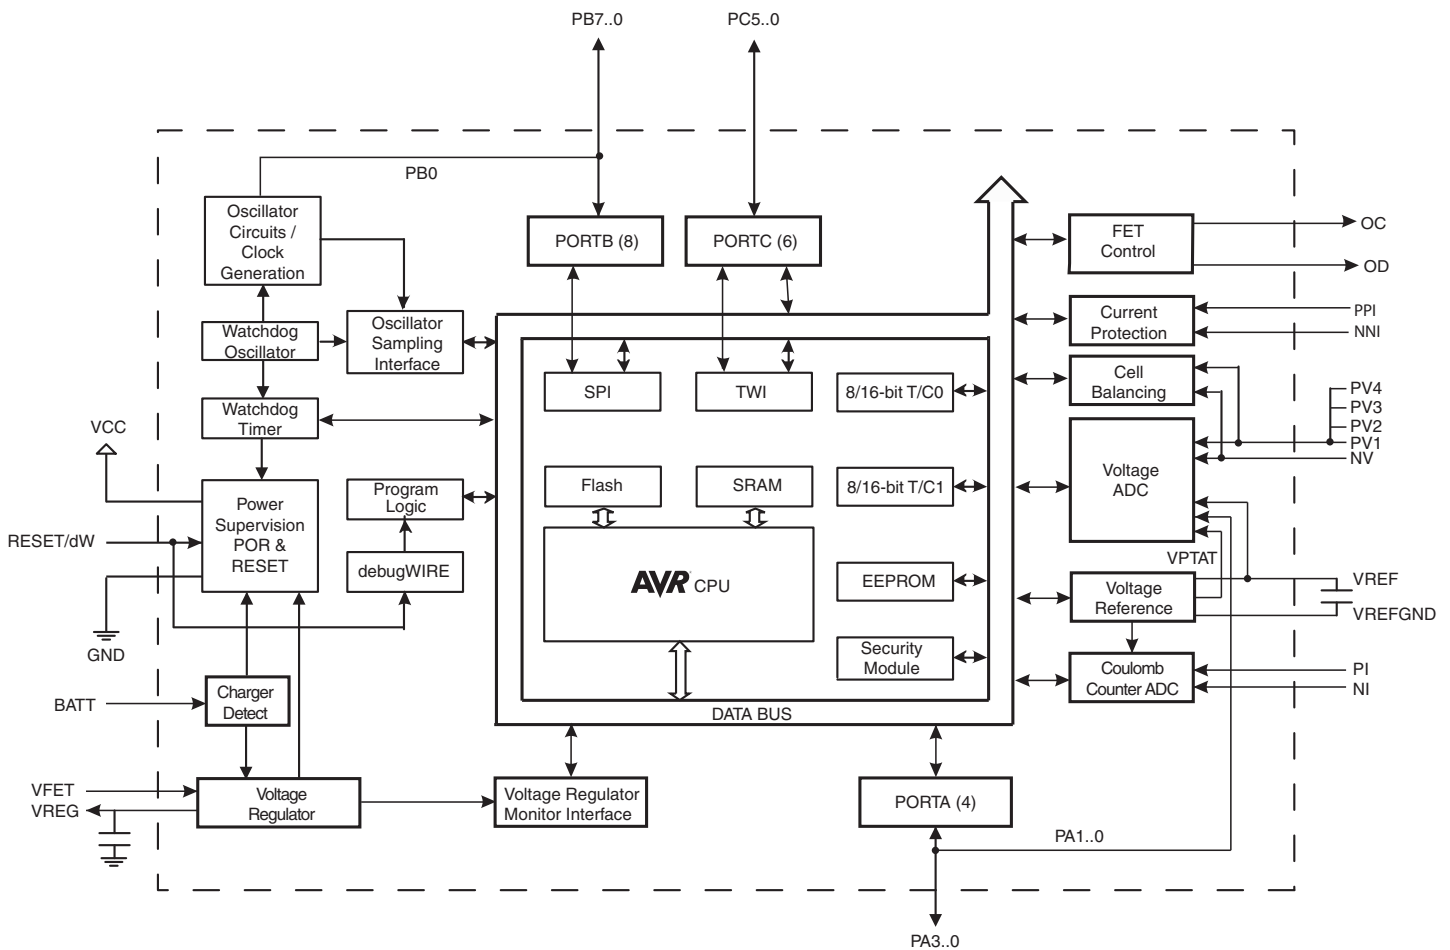 PB7..0
PC5..0
PB0
Oscillator
Circuits /
Clock
Generation
PORTB (8)
PORTC (6)
FET
Control
OC
OD
Watchdog
Oscillator
Oscillator
Sampling
Interface
Current
Protection
PPI
NNI
Watchdog
Timer
SPI
TWI
8/16-bit T/C0
Cell
Balancing
PV4
PV3
PV2
PV1
NV
VCC
Power
Supervision
POR &
RESET
Program
Logic
Flash
SRAM
8/16-bit T/C1
Voltage
ADC
RESET/dW
debugWIRE
AVR CPU
EEPROM
VPTAT
Voltage
Reference
VREF
VREFGND
GND
Security
Module
Coulomb
Counter ADC
PI
NI
BATT
Charger
Detect
DATA BUS
VFET
VREG
Voltage
Regulator
Voltage Regulator
Monitor Interface
PORTA (4)
PA1..0
PA3..0